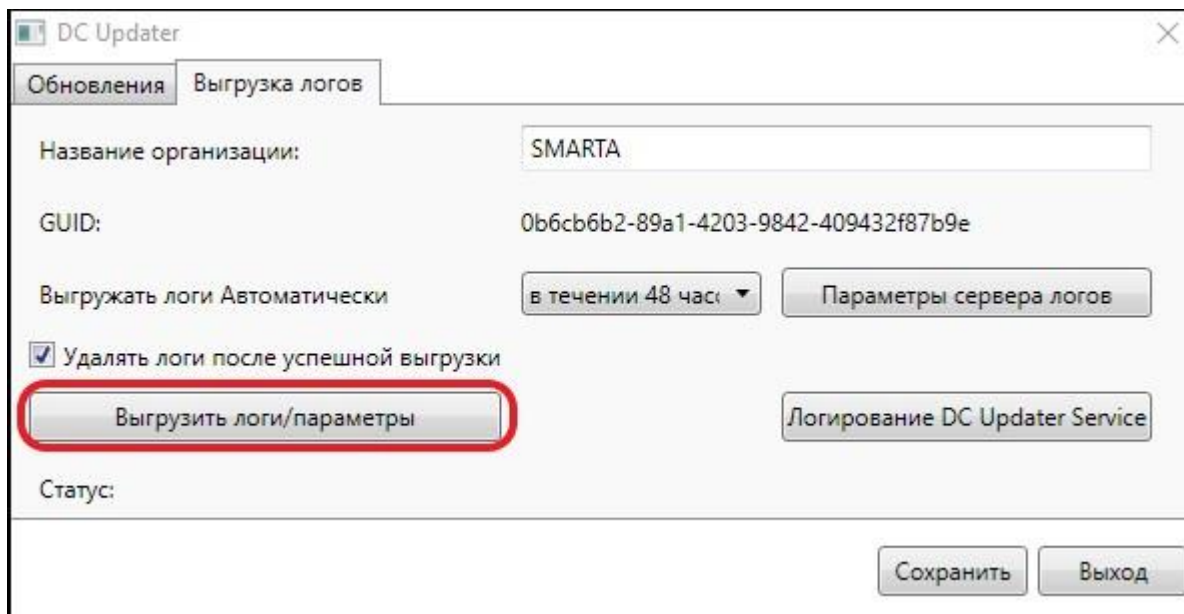 DC Updater
Обновления Выгрузка логов
Название организации: SMARTA
GUID: 0b6cb6b2-89a1-4203-9842-409432f87b9e
Выгружать логи Автоматически в течении 48 час Параметры сервера логов
Удалять логи после успешной выгрузки
Выгрузить логи/параметры Логирование DC Updater Service
Статус:
Сохранить Выход